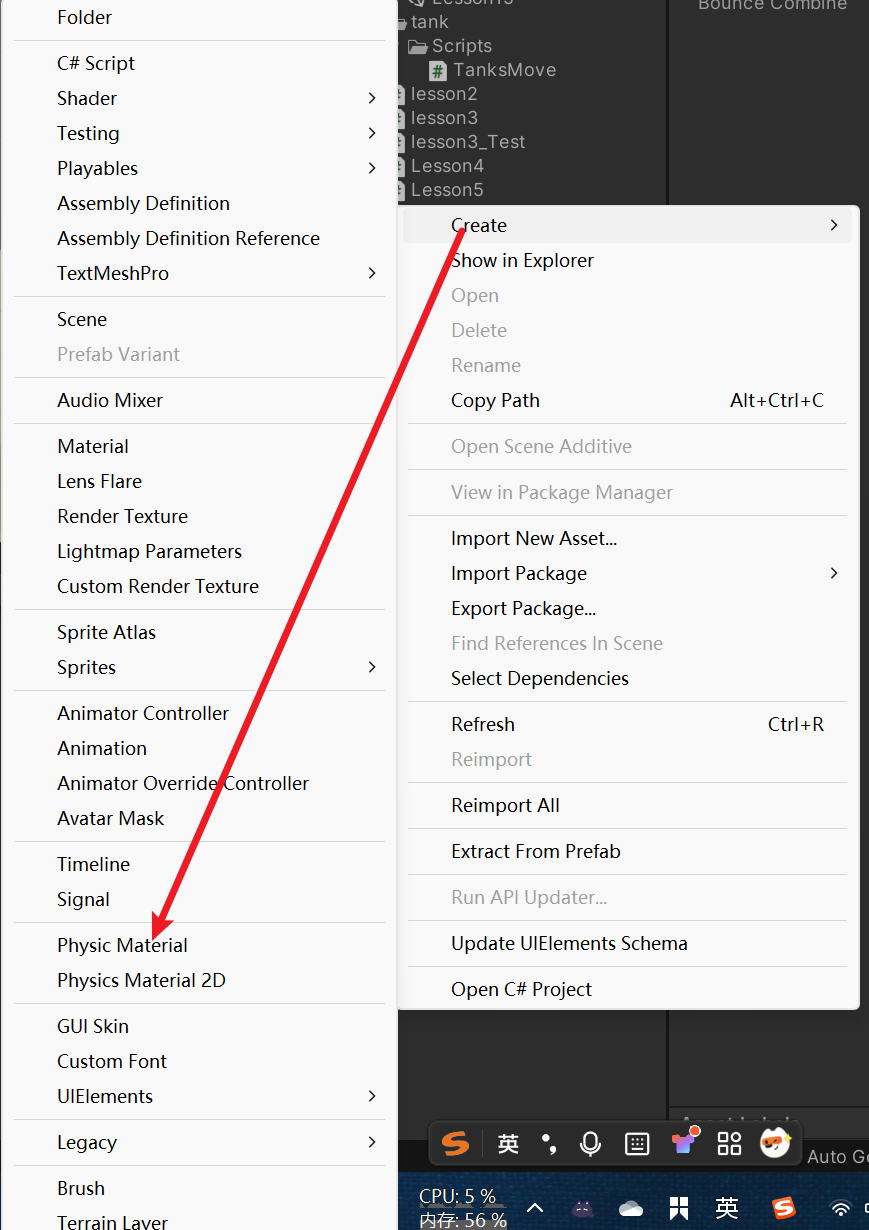 Folder
C# Script
Shader
Testing
Playables
Assembly Definition
Assembly Definition Reference
TextMeshPro
Scene
Prefab Variant
Audio Mixer
Material
Lens Flare
Render Texture
Lightmap Parameters
Custom Render Texture
Sprite Atlas
Sprites
Animator Controller
Animation
Animator Override Controller
Avatar Mask
Timeline
Signal
Physic Material
Physics Material 2D
GUI Skin
Custom Font
UIElements
Legacy
Brush
Terrain Layer
tank
Scripts
TanksMove
lesson2
lesson3
lesson3_Test
Lesson4
Lesson5
Bounce Combine
Create
Show in Explorer
Open
Delete
Rename
Copy Path Alt+Ctrl+C
Open Scene Additive
View in Package Manager
Import New Asset...
Import Package
Export Package...
Find References In Scene
Select Dependencies
Refresh Ctrl+R
Reimport
Reimport All
Extract From Prefab
Run API Updater...
Update UIElements Schema
Open C# Project
英
Auto
CPU: 5 %
内存: 56 %
英